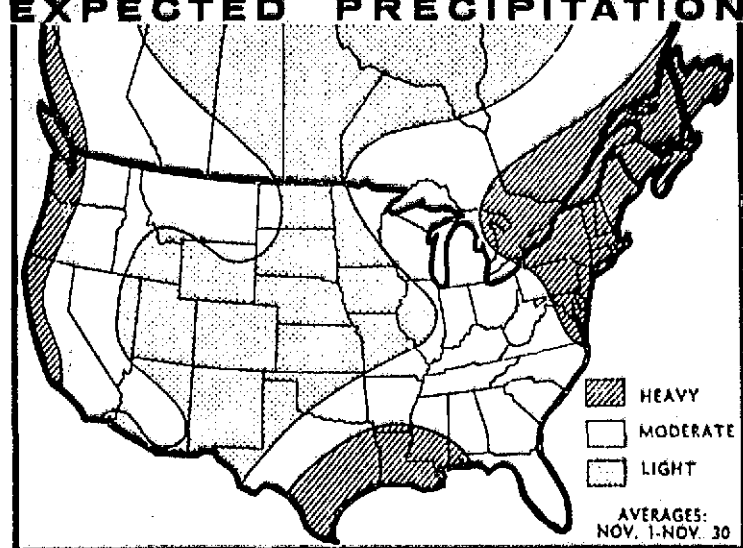 EXPECTED PRECIPITATION
HEAVY
MODERATE
LIGHT
AVERAGES:
NOV. 1-NOV. 30